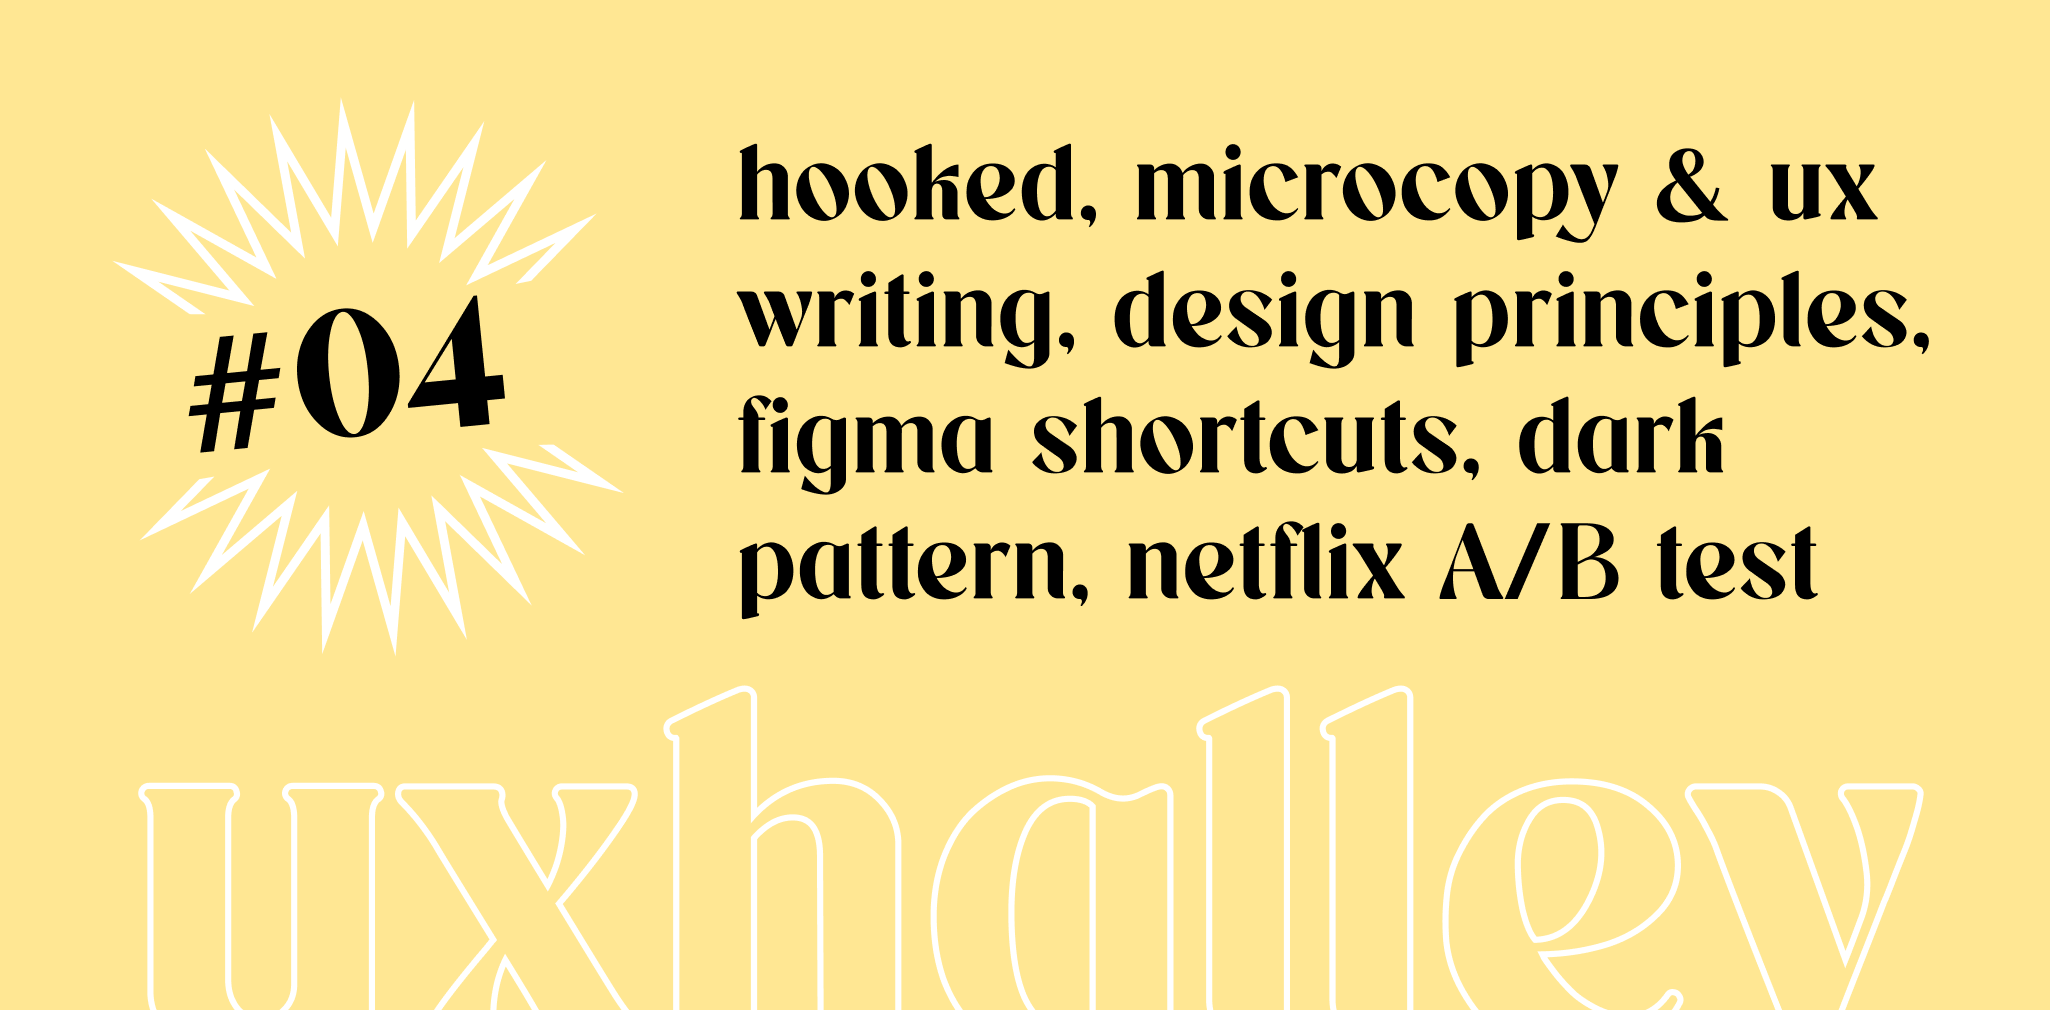 #04
hooked, microcopy & ux
writing, design principles,
figma shortcuts, dark
pattern, netflix A/B test
uxhalley